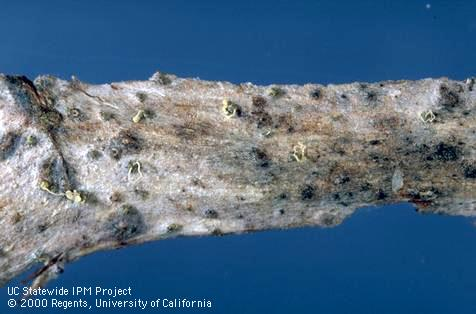 UC Statewide IPM Project
© 2000 Regents, University of California